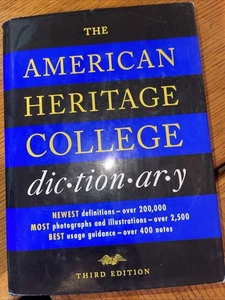 THE
AMERICAN
HERITAGE
COLLEGE
dic•tion•ar•y
NEWEST definitions – over 200,000
MOST photographs and illustrations – over 2,500
BEST usage guidance – over 400 notes
THIRD EDITION